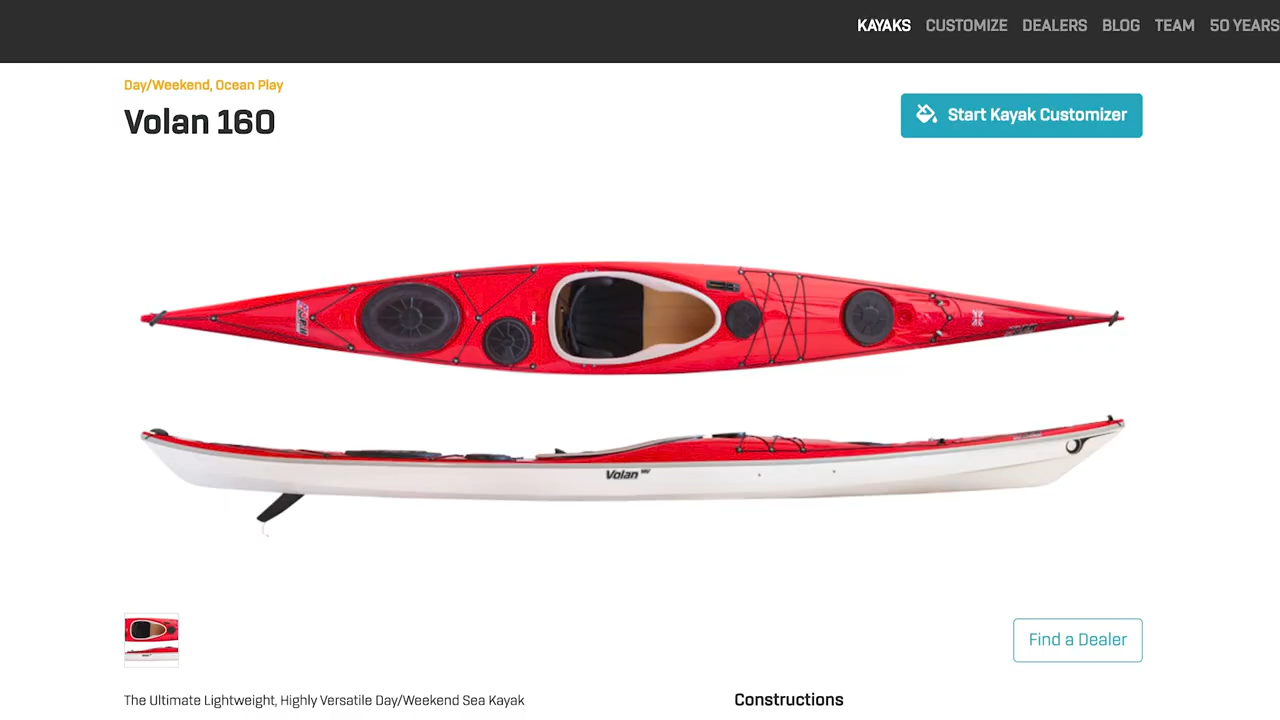 KAYAKS CUSTOMIZE DEALERS BLOG TEAM 50 YEARS
Day/Weekend, Ocean Play
Volan 160
Start Kayak Customizer
Volan
Find a Dealer
The Ultimate Lightweight, Highly Versatile Day/Weekend Sea Kayak
Constructions